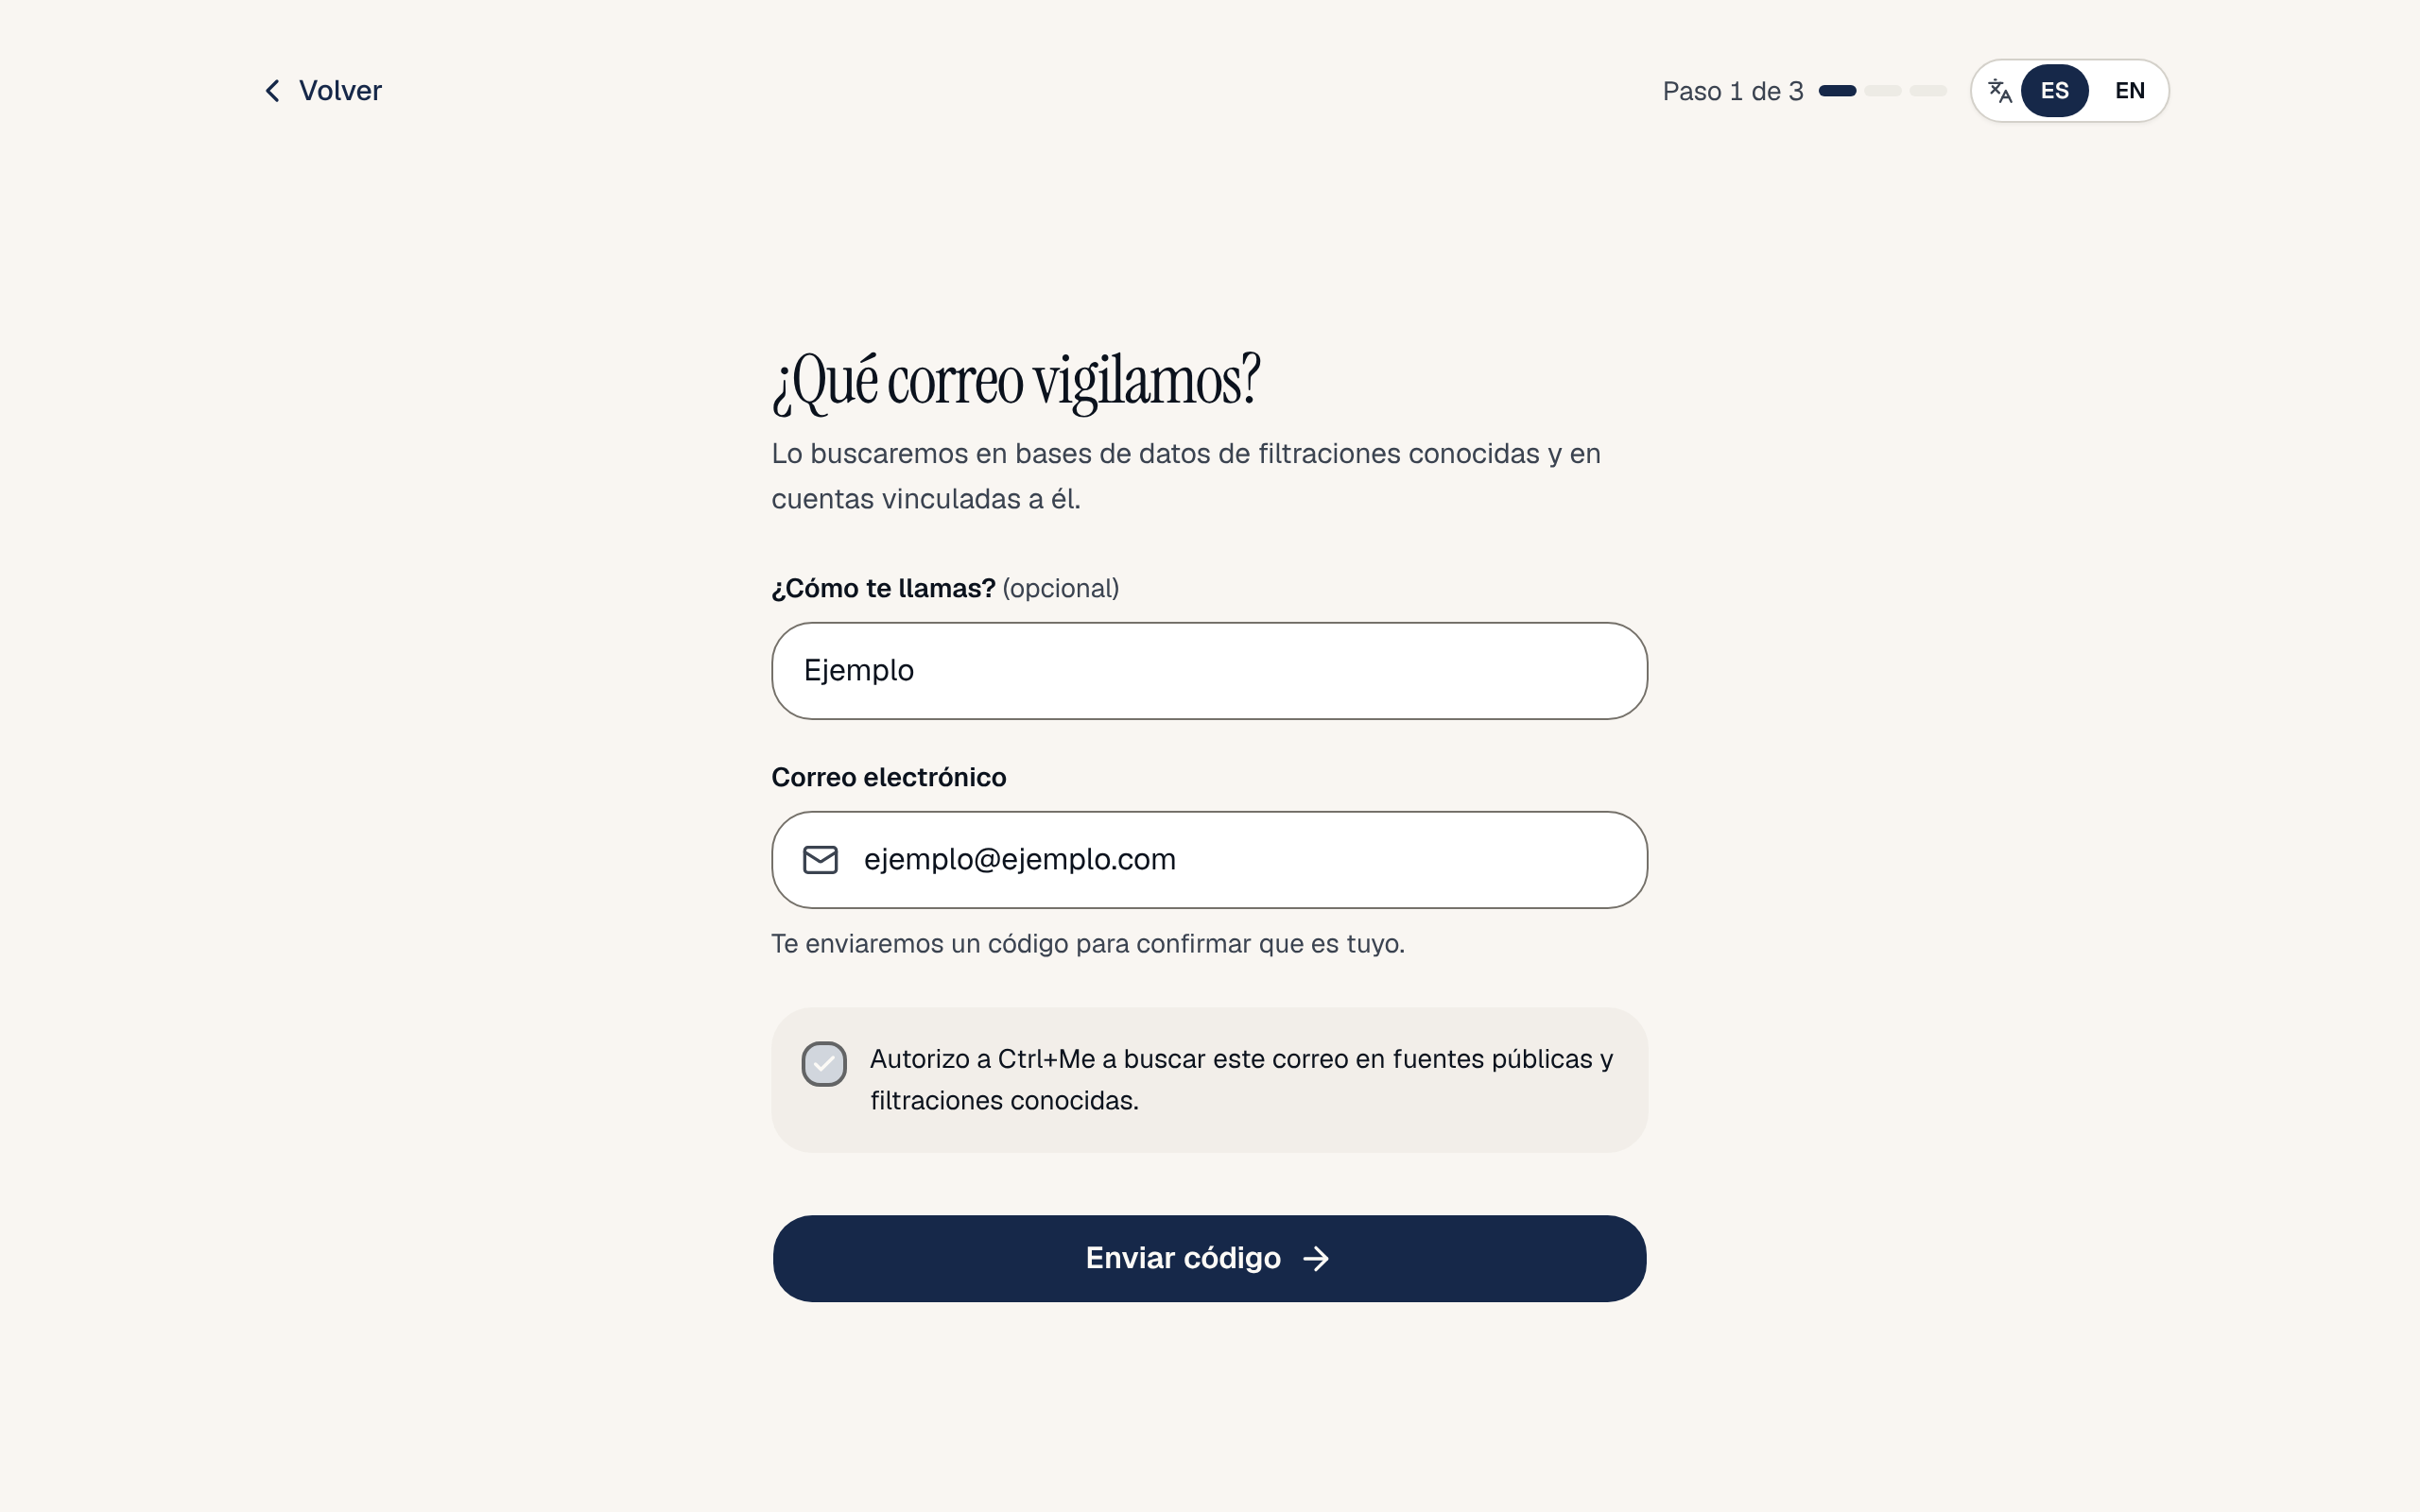 Volver
Paso 1 de 3
ES
EN
¿Qué correo vigilamos?
Lo buscaremos en bases de datos de filtraciones conocidas y en
cuentas vinculadas a él.
¿Cómo te llamas? (opcional)
Ejemplo
Correo electrónico
ejemplo@ejemplo.com
Te enviaremos un código para confirmar que es tuyo.
Autorizo a Ctrl+Me a buscar este correo en fuentes públicas y
filtraciones conocidas.
Enviar código